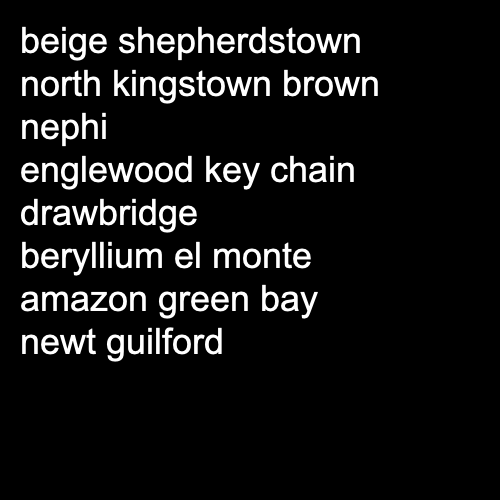 beige shepherdstown
north kingstown brown
nephi
englewood key chain
drawbridge
beryllium el monte
amazon green bay
newt guilford